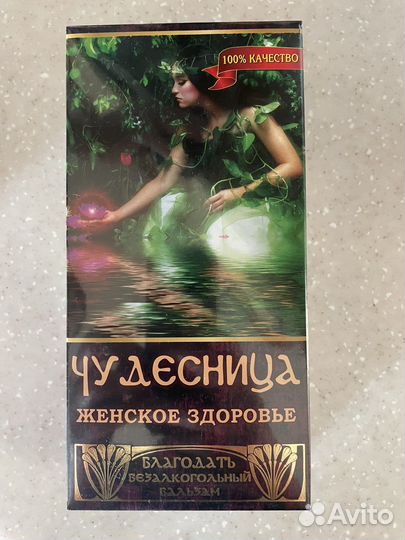 100% КАЧЕСТВО
ЧУДЕСНИЦА
ЖЕНСКОЕ ЗДОРОВЬЕ
БЛАГОДАТЬ
БЕЗАЛКОГОЛЬНЫЙ
БАЛЬЗАМ
Avito